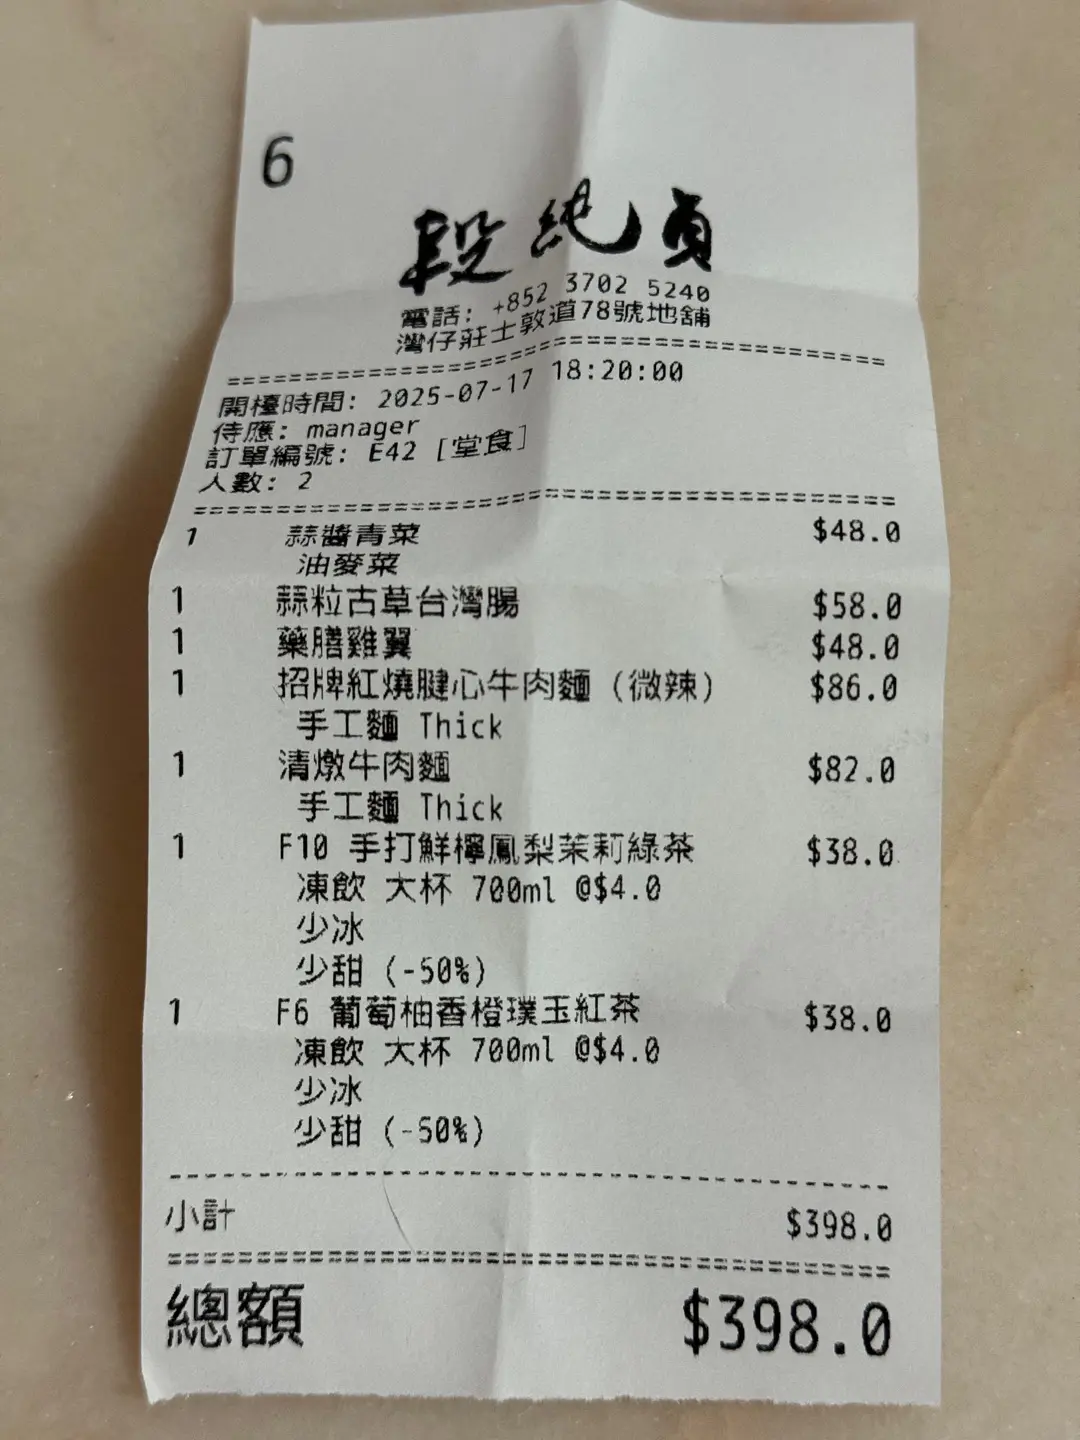 6
段純貞
電話: +852 3702 5240
灣仔莊士敦道78號地舖
開檯時間: 2025-07-17 18:20:00
侍應: manager
訂單編號: E42 [堂食]
人數: 2
1 蒜醬青菜 $48.0
油麥菜
1 蒜粒古草台灣腸 $58.0
1 藥膳雞翼 $48.0
1 招牌紅燒腱心牛肉麵 (微辣) $86.0
手工麵 Thick
1 清燉牛肉麵 $82.0
手工麵 Thick
1 F10 手打鮮檸鳳梨茉莉綠茶 $38.0
凍飲 大杯 700ml @$4.0
少冰
少甜 (-50%)
1 F6 葡萄柚香橙璞玉紅茶 $38.0
凍飲 大杯 700ml @$4.0
少冰
少甜 (-50%)
小計 $398.0
總額 $398.0